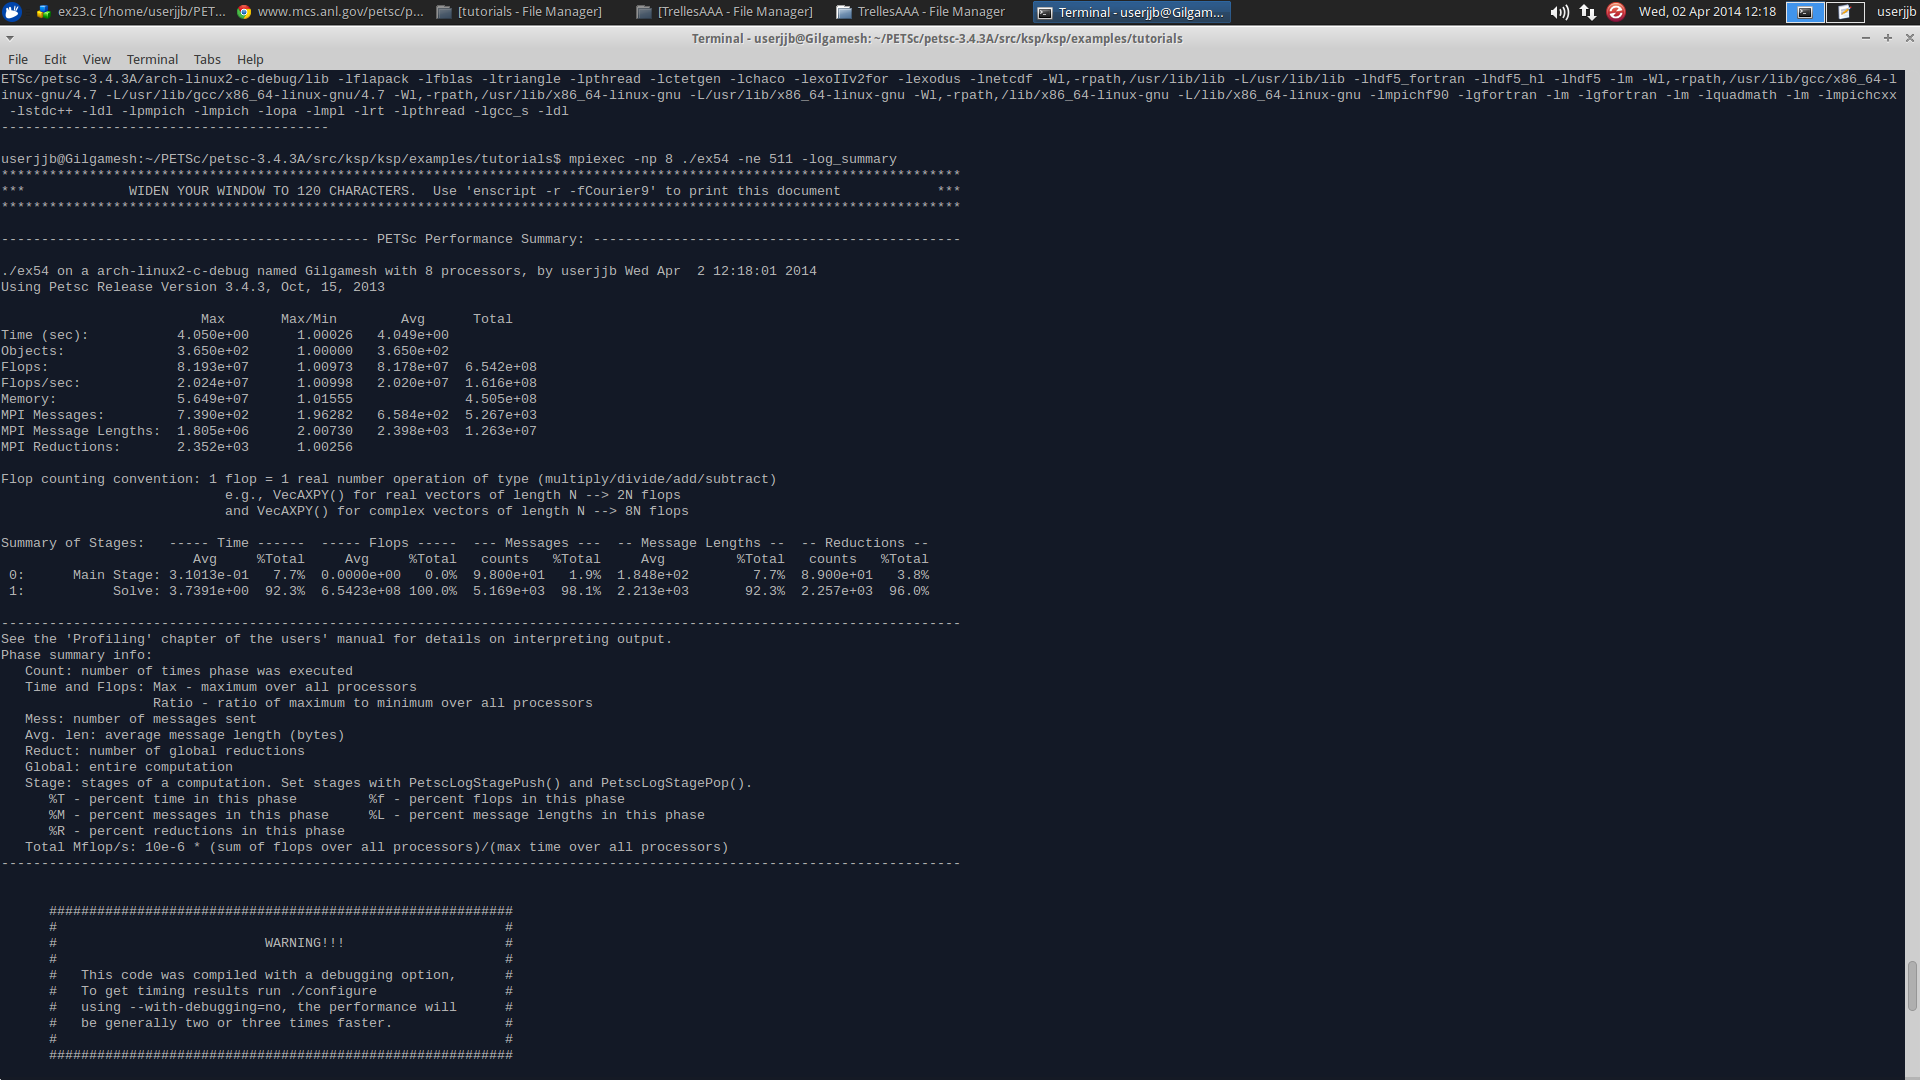 ex23.c [/home/userjjb/PET... www.mcs.anl.gov/petsc/p... [tutorials - File Manager] [TrellesAAA - File Manager] TrellesAAA - File Manager Terminal - userjjb@Gilgam... Wed, 02 Apr 2014 12:18 userjjb
Terminal - userjjb@Gilgamesh: ~/PETSc/petsc-3.4.3A/src/ksp/ksp/examples/tutorials
File Edit View Terminal Tabs Help
ETSc/petsc-3.4.3A/arch-linux2-c-debug/lib -lflapack -lfblas -ltriangle -lpthread -lctetgen -lchaco -lexoIIv2for -lexodus -lnetcdf -Wl,-rpath,/usr/lib/lib -L/usr/lib/lib -lhdf5_fortran -lhdf5_hl -lhdf5 -lm -Wl,-rpath,/usr/lib/gcc/x86_64-l
inux-gnu/4.7 -L/usr/lib/gcc/x86_64-linux-gnu/4.7 -Wl,-rpath,/usr/lib/x86_64-linux-gnu -L/usr/lib/x86_64-linux-gnu -Wl,-rpath,/lib/x86_64-linux-gnu -L/lib/x86_64-linux-gnu -lmpichf90 -lgfortran -lm -lgfortran -lm -lquadmath -lm -lmpichcxx
-lstdc++ -ldl -lpmpich -lmpich -lopa -lmpl -lrt -lpthread -lgcc_s -ldl
-----------------------------------------
userjjb@Gilgamesh:~/PETSc/petsc-3.4.3A/src/ksp/ksp/examples/tutorials$ mpiexec -np 8 ./ex54 -ne 511 -log_summary
************************************************************************************************************************
*** WIDEN YOUR WINDOW TO 120 CHARACTERS. Use 'enscript -r -fCourier9' to print this document ***
************************************************************************************************************************
---------------------------------------------- PETSc Performance Summary: ----------------------------------------------
./ex54 on a arch-linux2-c-debug named Gilgamesh with 8 processors, by userjjb Wed Apr 2 12:18:01 2014
Using Petsc Release Version 3.4.3, Oct, 15, 2013
Max Max/Min Avg Total
Time (sec): 4.050e+00 1.00026 4.049e+00
Objects: 3.650e+02 1.00000 3.650e+02
Flops: 8.193e+07 1.00973 8.178e+07 6.542e+08
Flops/sec: 2.024e+07 1.00998 2.020e+07 1.616e+08
Memory: 5.649e+07 1.01555 4.505e+08
MPI Messages: 7.390e+02 1.96282 6.584e+02 5.267e+03
MPI Message Lengths: 1.805e+06 2.00730 2.398e+03 1.263e+07
MPI Reductions: 2.352e+03 1.00256
Flop counting convention: 1 flop = 1 real number operation of type (multiply/divide/add/subtract)
e.g., VecAXPY() for real vectors of length N --> 2N flops
and VecAXPY() for complex vectors of length N --> 8N flops
Summary of Stages: ----- Time ------ ----- Flops ----- --- Messages --- -- Message Lengths -- -- Reductions --
Avg %Total Avg %Total counts %Total Avg %Total counts %Total
0: Main Stage: 3.1013e-01 7.7% 0.0000e+00 0.0% 9.800e+01 1.9% 1.848e+02 7.7% 8.900e+01 3.8%
1: Solve: 3.7391e+00 92.3% 6.5423e+08 100.0% 5.169e+03 98.1% 2.213e+03 92.3% 2.257e+03 96.0%
------------------------------------------------------------------------------------------------------------------------
See the 'Profiling' chapter of the users' manual for details on interpreting output.
Phase summary info:
Count: number of times phase was executed
Time and Flops: Max - maximum over all processors
Ratio - ratio of maximum to minimum over all processors
Mess: number of messages sent
Avg. len: average message length (bytes)
Reduct: number of global reductions
Global: entire computation
Stage: stages of a computation. Set stages with PetscLogStagePush() and PetscLogStagePop().
%T - percent time in this phase %f - percent flops in this phase
%M - percent messages in this phase %L - percent message lengths in this phase
%R - percent reductions in this phase
Total Mflop/s: 10e-6 * (sum of flops over all processors)/(max time over all processors)
------------------------------------------------------------------------------------------------------------------------
##########################################################
# #
# WARNING!!! #
# #
# This code was compiled with a debugging option, #
# To get timing results run ./configure #
# using --with-debugging=no, the performance will #
# be generally two or three times faster. #
# #
##########################################################